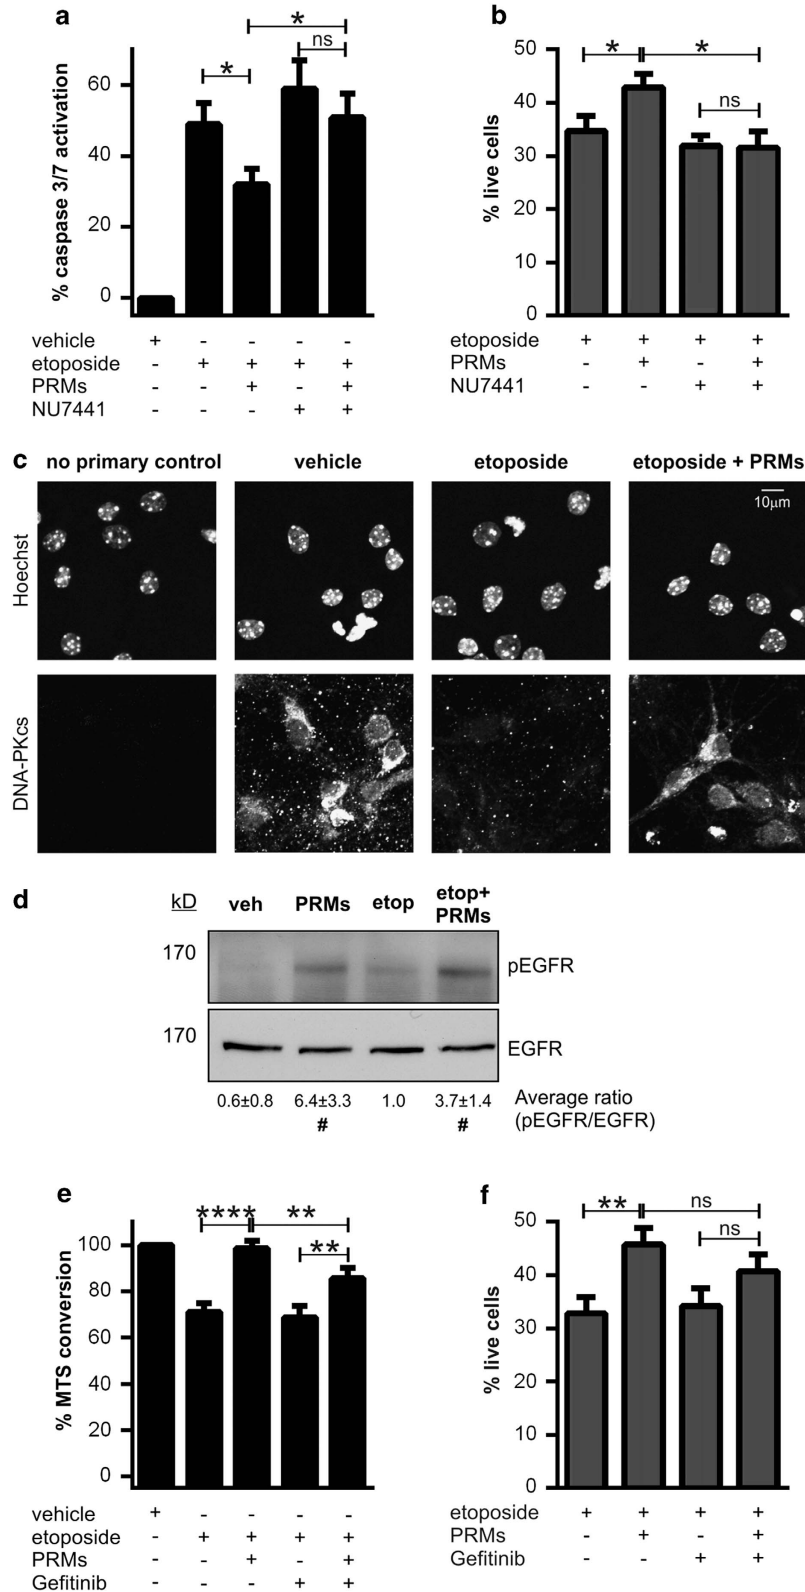 a
% caspase 3/7 activation
60
40
20
0
*
*
ns
vehicle + - - - -
etoposide - + + + +
PRMs - - + - +
NU7441 - - - + +
b
% live cells
50
40
30
20
10
0
*
*
ns
etoposide + + + +
PRMs - + - +
NU7441 - - + +
c
no primary control vehicle etoposide etoposide + PRMs
Hoechst
10μm
DNA-PKcs
d
kD veh PRMs etop etop+
PRMs
170
pEGFR
170
EGFR
0.6±0.8 6.4±3.3 1.0 3.7±1.4 Average ratio
(pEGFR/EGFR)
# #
e
% MTS conversion
100
80
60
40
20
0
**** **
**
vehicle + - - - -
etoposide - + + + +
PRMs - - + - +
Gefitinib - - - + +
f
% live cells
50
40
30
20
10
0
** ns
ns
etoposide + + + +
PRMs - + - +
Gefitinib - - + +